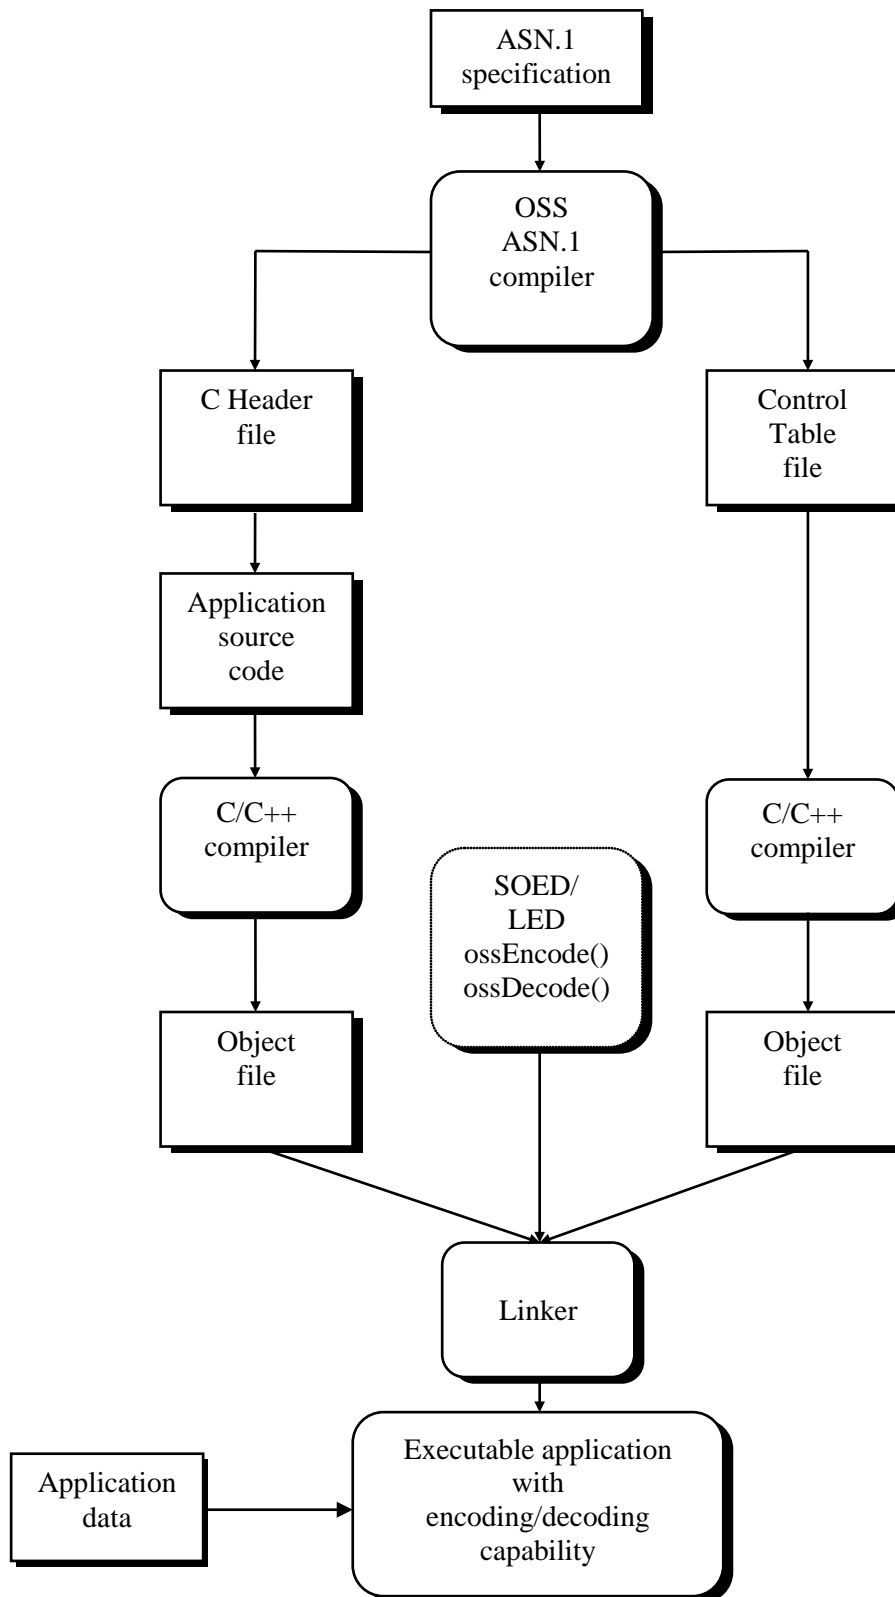 ASN.1
specification
OSS
ASN.1
compiler
C Header
file
Control
Table
file
Application
source
code
C/C++
compiler
C/C++
compiler
SOED/
LED
ossEncode()
ossDecode()
Object
file
Object
file
Linker
Executable application
with
encoding/decoding
capability
Application
data